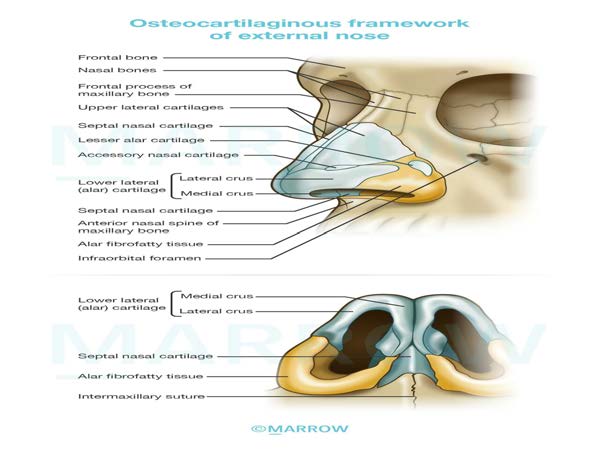 Osteocartilaginous framework
of external nose
Frontal bone
Nasal bones
Frontal process of
maxillary bone
Upper lateral cartilages
Septal nasal cartilage
Lesser alar cartilage
Accessory nasal cartilage
Lower lateral
(alar) cartilage
Lateral crus
Medial crus
Septal nasal cartilage
Anterior nasal spine of
maxillary bone
Alar fibrofatty tissue
Infraorbital foramen
MARROW
Lower lateral
(alar) cartilage
Medial crus
Lateral crus
MARROW
Septal nasal cartilage
Alar fibrofatty tissue
Intermaxillary suture
©MARROW